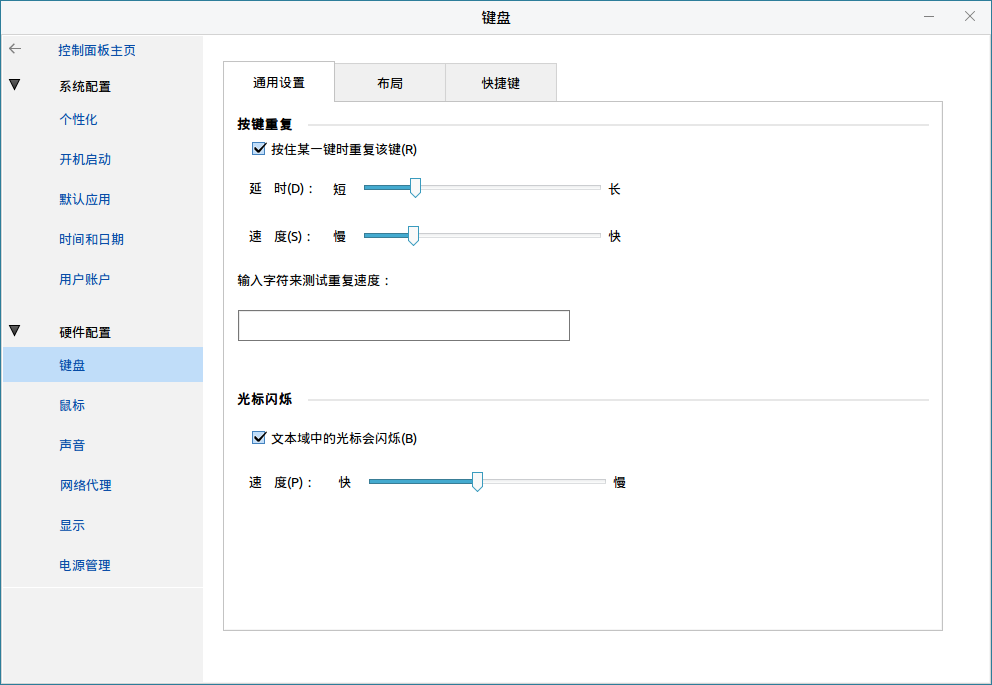 键盘
控制面板主页
系统配置
个性化
开机启动
默认应用
时间和日期
用户账户
硬件配置
键盘
鼠标
声音
网络代理
显示
电源管理
通用设置 布局 快捷键
按键重复
按住某一键时重复该键(R)
延 时(D)： 短 长
速 度(S)： 慢 快
输入字符来测试重复速度：
光标闪烁
文本域中的光标会闪烁(B)
速 度(P)： 快 慢